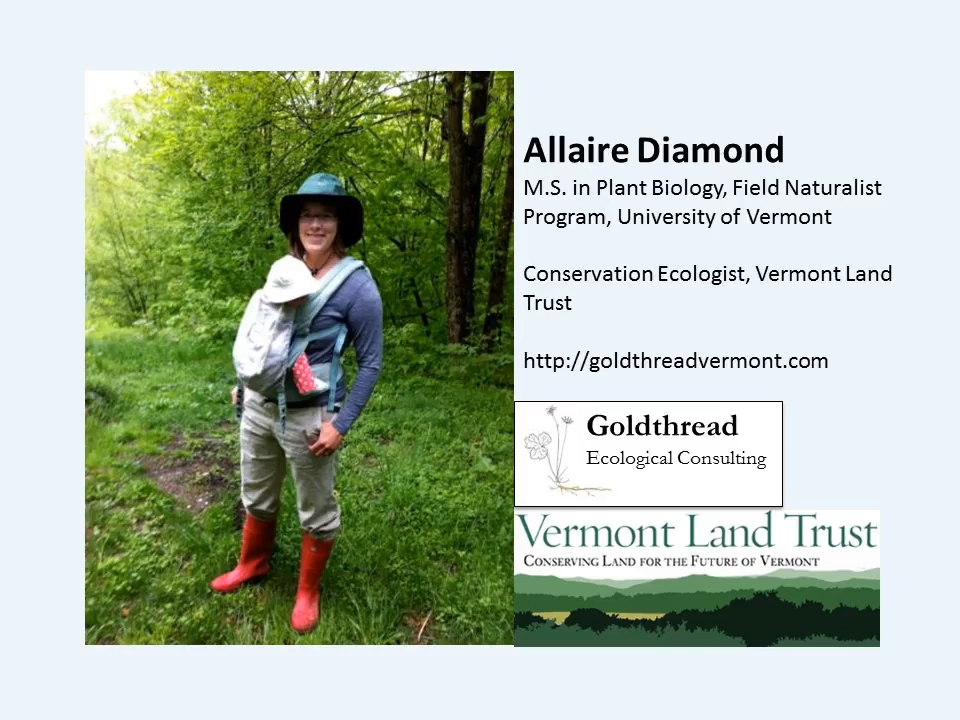 Allaire Diamond
M.S. in Plant Biology, Field Naturalist
Program, University of Vermont
Conservation Ecologist, Vermont Land
Trust
http://goldthreadvermont.com
Goldthread
Ecological Consulting
Vermont Land Trust
Conserving Land for the Future of Vermont